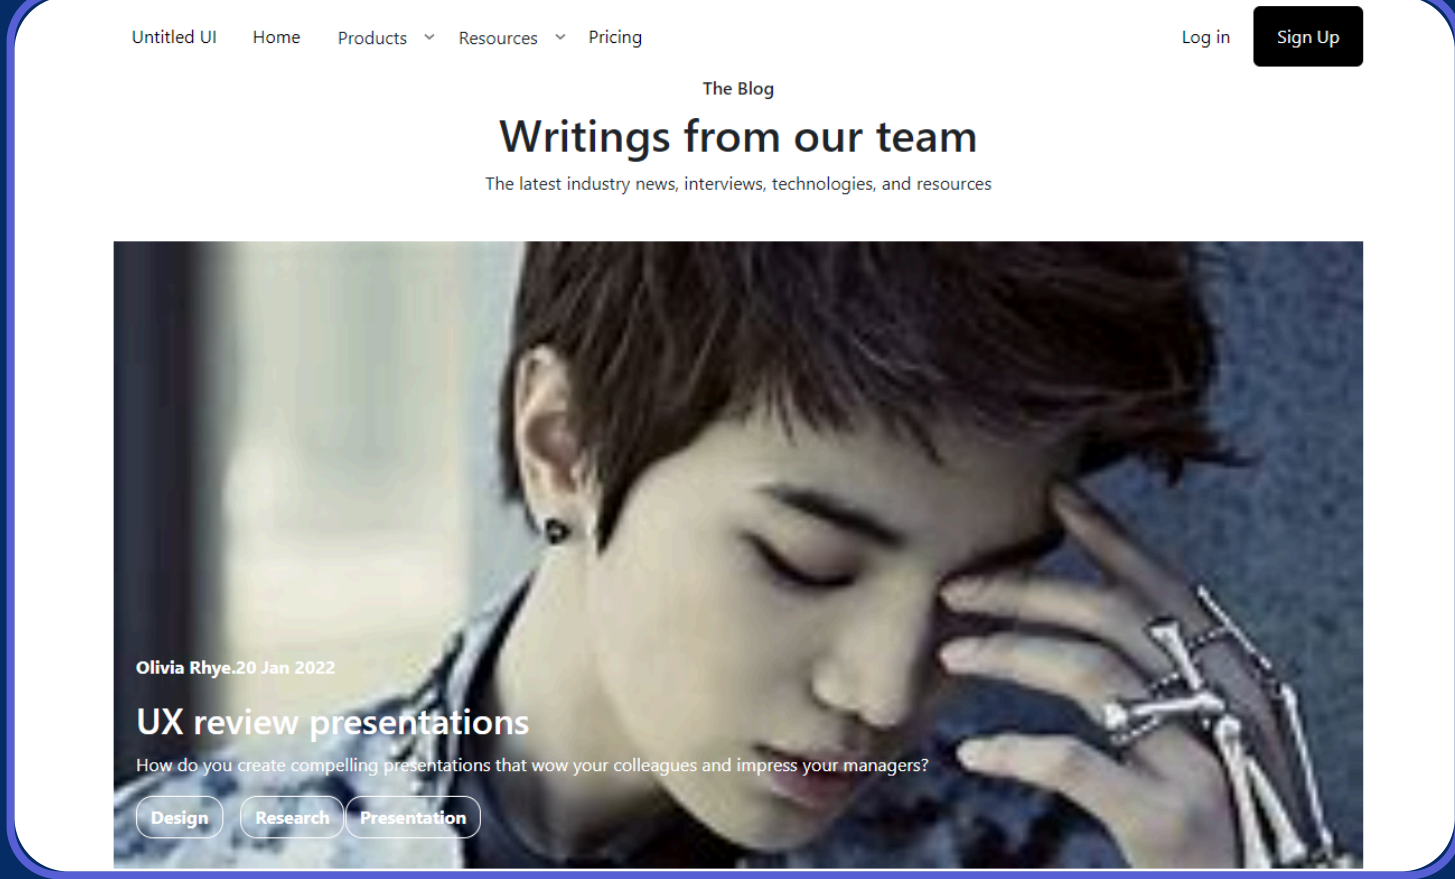 Untitled UI Home Products Resources Pricing Log in Sign Up
The Blog
Writings from our team
The latest industry news, interviews, technologies, and resources
Olivia Rhye.20 Jan 2022
UX review presentations
How do you create compelling presentations that wow your colleagues and impress your managers?
Design Research Presentation